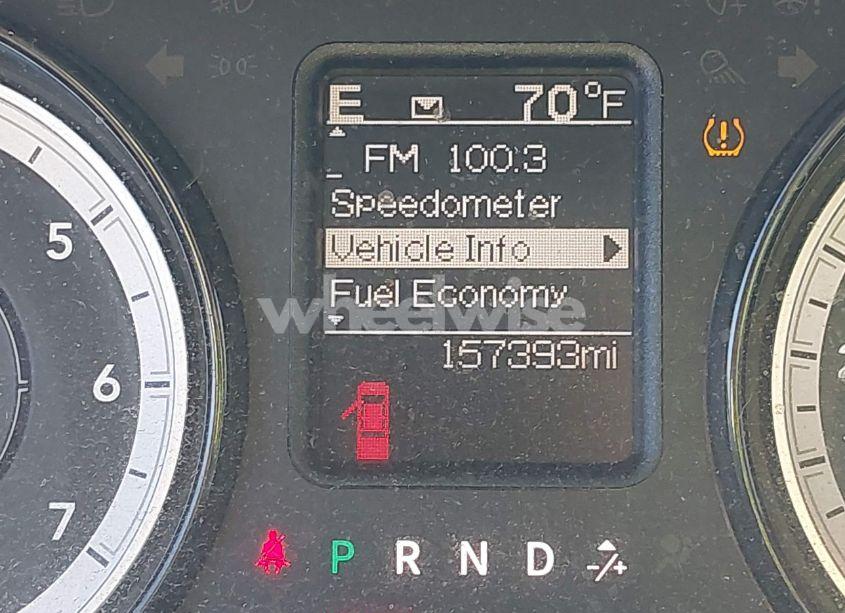 E 70°F
FM 100.3
Speedometer
Vehicle Info
Fuel Economy
wheelwise
157393mi
5
6
7
P R N D -/+